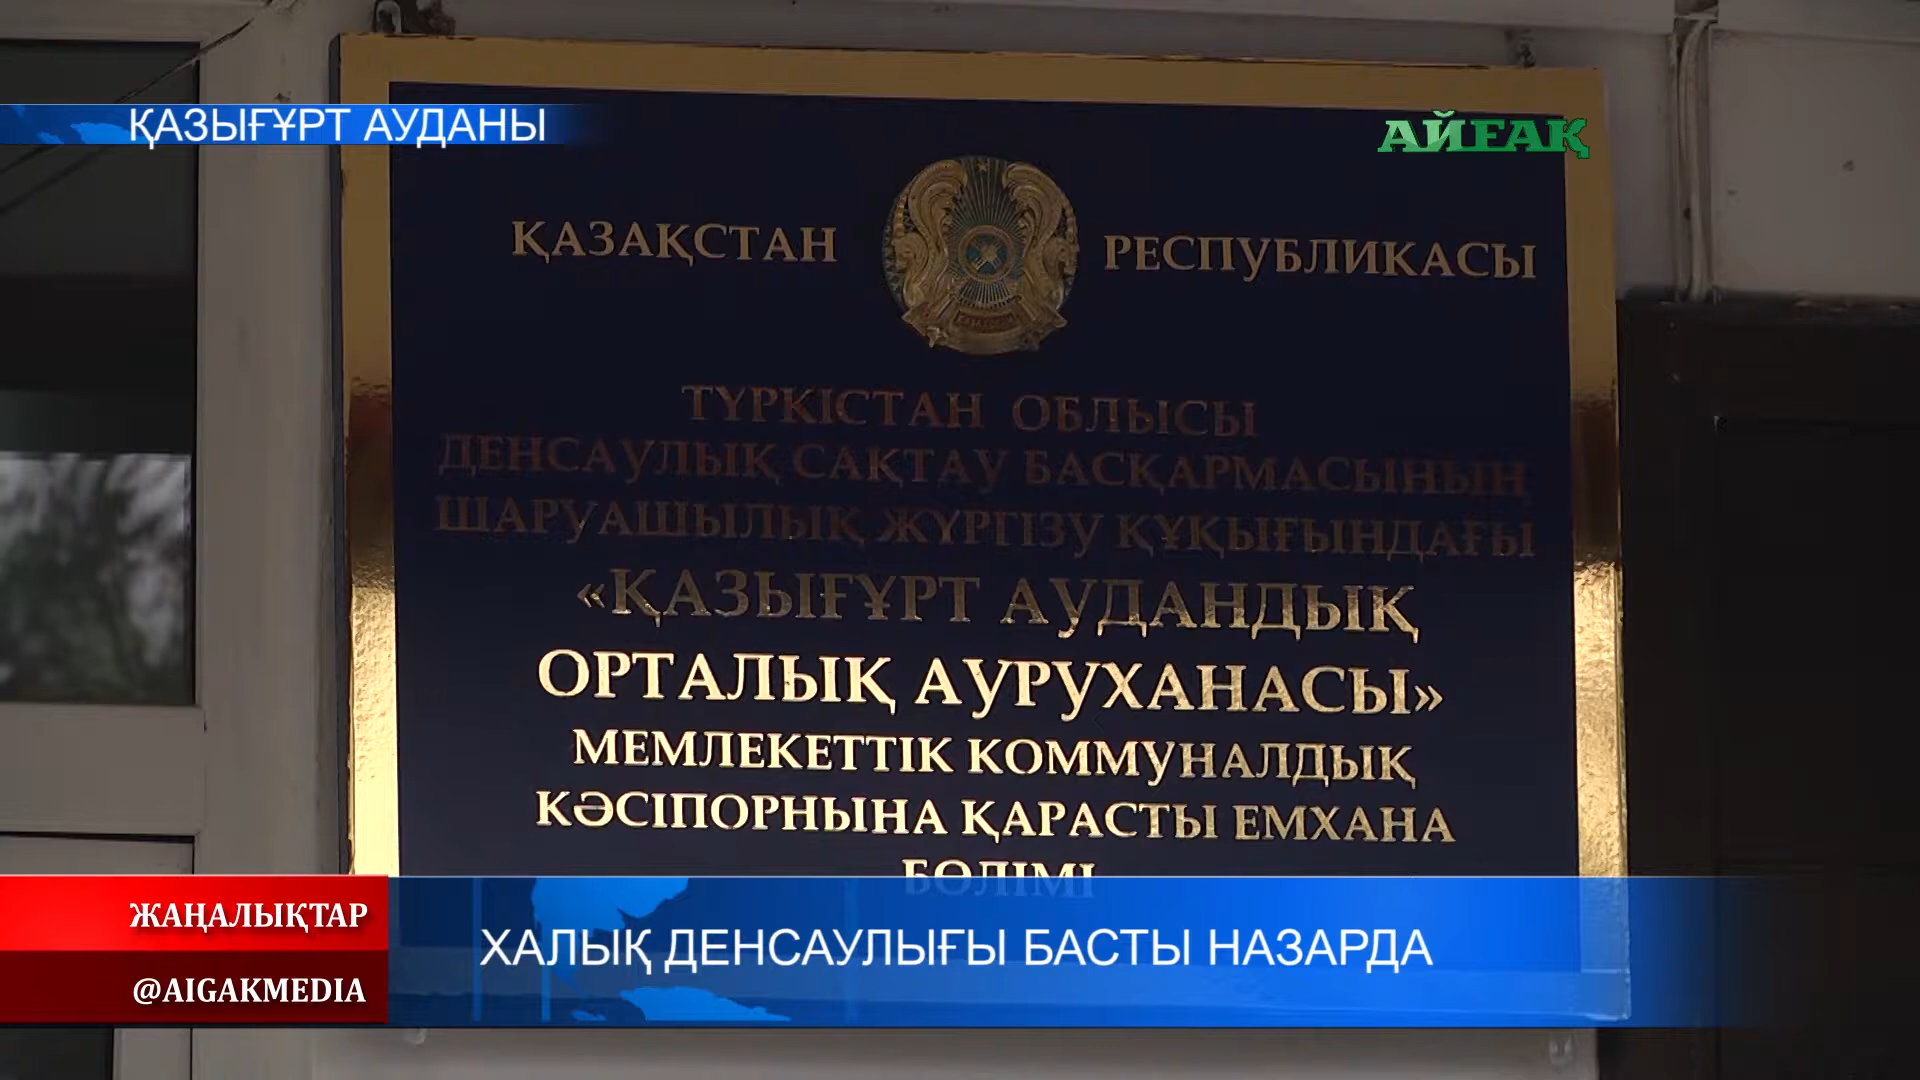 ҚАЗЫҒҰРТ АУДАНЫ
АЙҒАҚ
ҚАЗАҚСТАН РЕСПУБЛИКАСЫ
ТҮРКІСТАН ОБЛЫСЫ
ДЕНСАУЛЫҚ САҚТАУ БАСҚАРМАСЫНЫҢ
ШАРУАШЫЛЫҚ ЖҮРГІЗУ ҚҰҚЫҒЫНДАҒЫ
«ҚАЗЫҒҰРТ АУДАНДЫҚ
ОРТАЛЫҚ АУРУХАНАСЫ»
МЕМЛЕКЕТТІК КОММУНАЛДЫҚ
КӘСІПОРНЫНА ҚАРАСТЫ ЕМХАНА
БӨЛІМІ
ЖАҢАЛЫҚТАР
ХАЛЫҚ ДЕНСАУЛЫҒЫ БАСТЫ НАЗАРДА
@AIGAKMEDIA